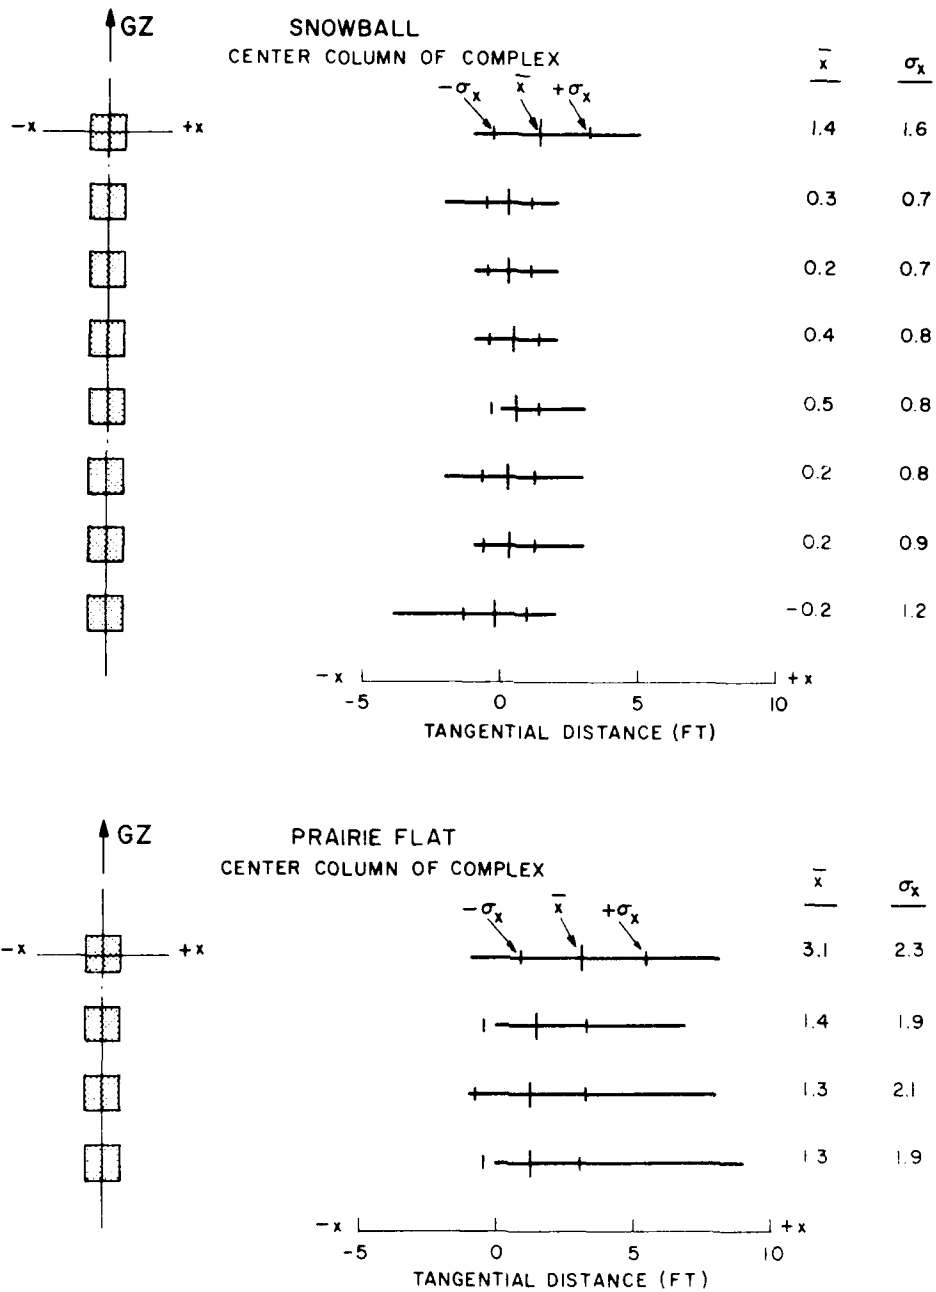 GZ
SNOWBALL
CENTER COLUMN OF COMPLEX
x̄ σx
-σx x̄ +σx
-x +x
1.4 1.6
0.3 0.7
0.2 0.7
0.4 0.8
0.5 0.8
0.2 0.8
0.2 0.9
-0.2 1.2
-x +x
-5 0 5 10
TANGENTIAL DISTANCE (FT)
GZ
PRAIRIE FLAT
CENTER COLUMN OF COMPLEX
x̄ σx
-σx x̄ +σx
-x +x
3.1 2.3
1.4 1.9
1.3 2.1
1.3 1.9
-x +x
-5 0 5 10
TANGENTIAL DISTANCE (FT)